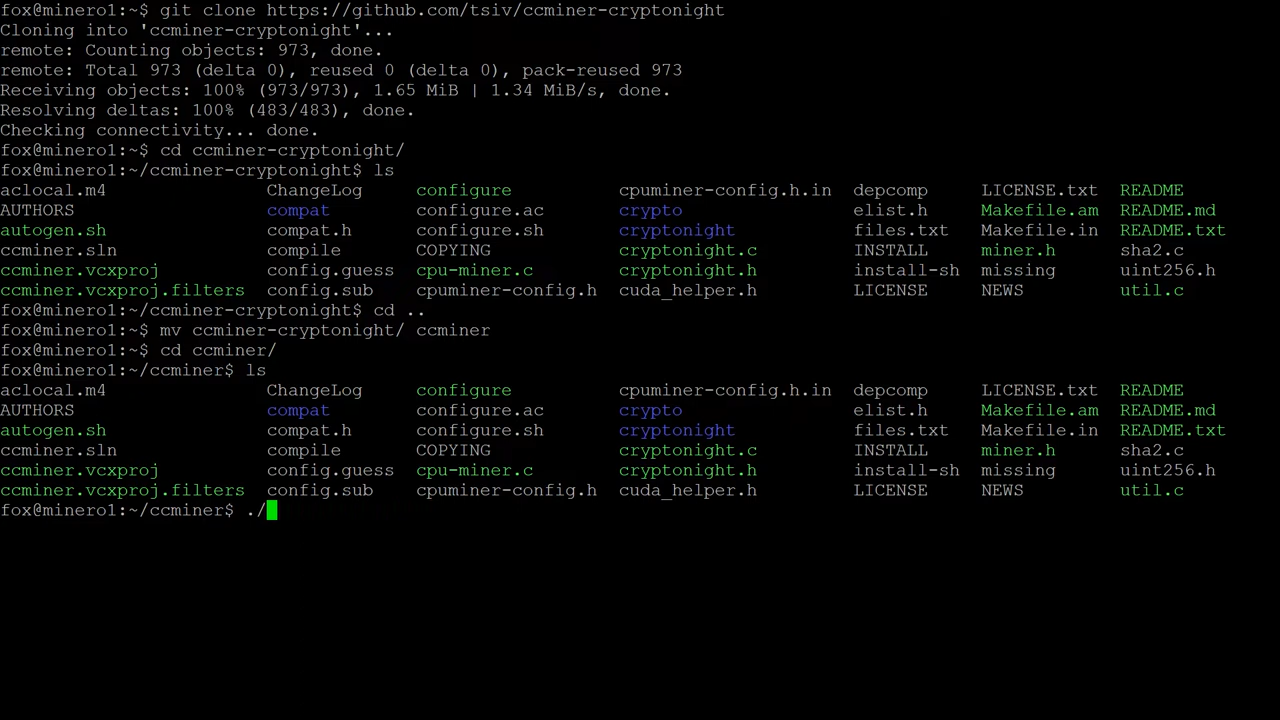 fox@minero1:~$ git clone https://github.com/tsiv/ccminer-cryptonight
Cloning into 'ccminer-cryptonight'...
remote: Counting objects: 973, done.
remote: Total 973 (delta 0), reused 0 (delta 0), pack-reused 973
Receiving objects: 100% (973/973), 1.65 MiB | 1.34 MiB/s, done.
Resolving deltas: 100% (483/483), done.
Checking connectivity... done.
fox@minero1:~$ cd ccminer-cryptonight/
fox@minero1:~/ccminer-cryptonight$ ls
aclocal.m4 ChangeLog configure cpuminer-config.h.in depcomp LICENSE.txt README
AUTHORS compat configure.ac crypto elist.h Makefile.am README.md
autogen.sh compat.h configure.sh cryptonight files.txt Makefile.in README.txt
ccminer.sln compile COPYING cryptonight.c INSTALL miner.h sha2.c
ccminer.vcxproj config.guess cpu-miner.c cryptonight.h install-sh missing uint256.h
ccminer.vcxproj.filters config.sub cpuminer-config.h cuda_helper.h LICENSE NEWS util.c
fox@minero1:~/ccminer-cryptonight$ cd ..
fox@minero1:~$ mv ccminer-cryptonight/ ccminer
fox@minero1:~$ cd ccminer/
fox@minero1:~/ccminer$ ls
aclocal.m4 ChangeLog configure cpuminer-config.h.in depcomp LICENSE.txt README
AUTHORS compat configure.ac crypto elist.h Makefile.am README.md
autogen.sh compat.h configure.sh cryptonight files.txt Makefile.in README.txt
ccminer.sln compile COPYING cryptonight.c INSTALL miner.h sha2.c
ccminer.vcxproj config.guess cpu-miner.c cryptonight.h install-sh missing uint256.h
ccminer.vcxproj.filters config.sub cpuminer-config.h cuda_helper.h LICENSE NEWS util.c
fox@minero1:~/ccminer$ ./